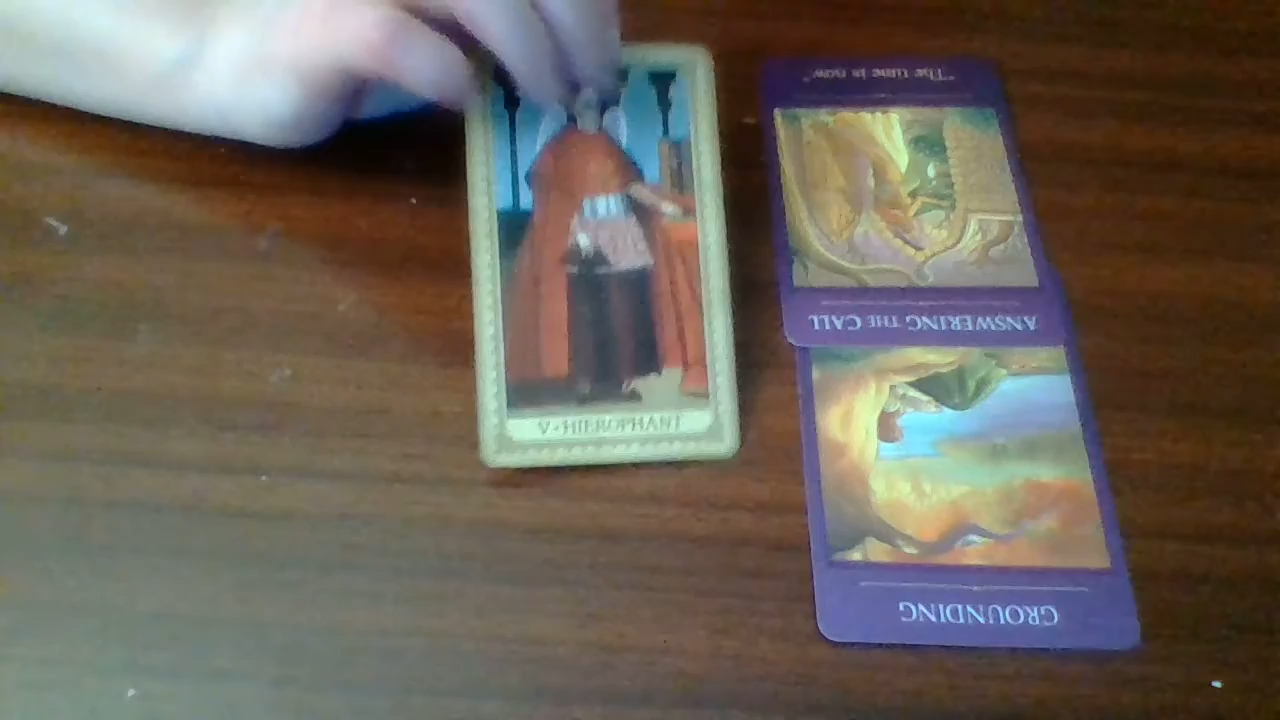 V • HIEROPHANT
"The time is now"
ANSWERING THE CALL
GROUNDING